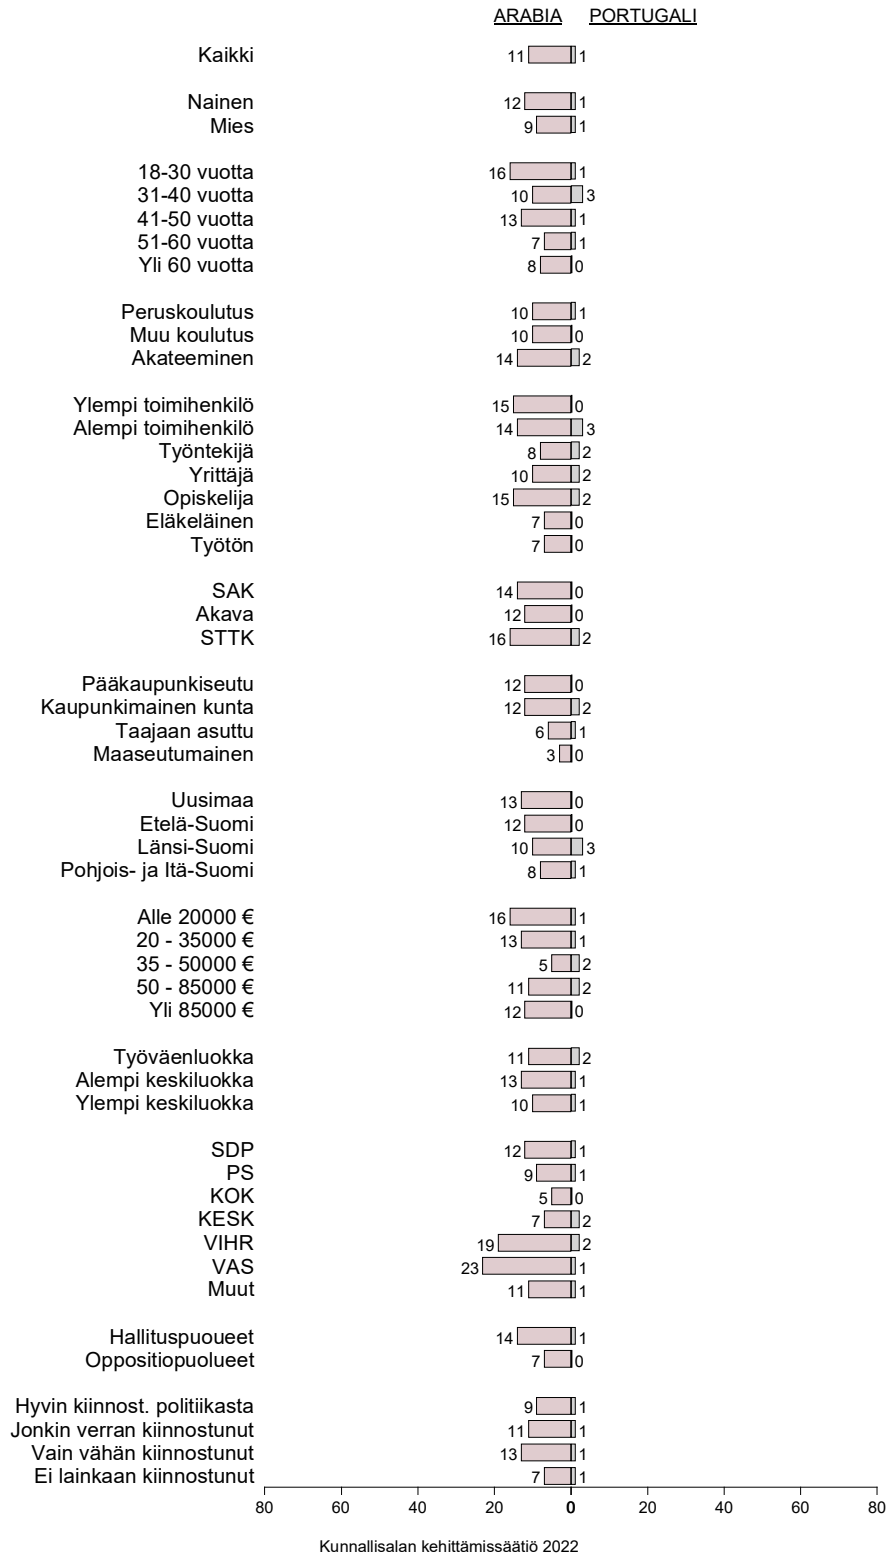 ARABIA PORTUGALI
Kaikki 11 1
Nainen 12 1
Mies 9 1
18-30 vuotta 16 1
31-40 vuotta 10 3
41-50 vuotta 13 1
51-60 vuotta 7 1
Yli 60 vuotta 8 0
Peruskoulutus 10 1
Muu koulutus 10 0
Akateeminen 14 2
Ylempi toimihenkilö 15 0
Alempi toimihenkilö 14 3
Työntekijä 8 2
Yrittäjä 10 2
Opiskelija 15 2
Eläkeläinen 7 0
Työtön 7 0
SAK 14 0
Akava 12 0
STTK 16 2
Pääkaupunkiseutu 12 0
Kaupunkimainen kunta 12 2
Taajaan asuttu 6 1
Maaseutumainen 3 0
Uusimaa 13 0
Etelä-Suomi 12 0
Länsi-Suomi 10 3
Pohjois- ja Itä-Suomi 8 1
Alle 20000 € 16 1
20 - 35000 € 13 1
35 - 50000 € 5 2
50 - 85000 € 11 2
Yli 85000 € 12 0
Työväenluokka 11 2
Alempi keskiluokka 13 1
Ylempi keskiluokka 10 1
SDP 12 1
PS 9 1
KOK 5 0
KESK 7 2
VIHR 19 2
VAS 23 1
Muut 11 1
Hallituspuoueet 14 1
Oppositiopuolueet 7 0
Hyvin kiinnost. politiikasta 9 1
Jonkin verran kiinnostunut 11 1
Vain vähän kiinnostunut 13 1
Ei lainkaan kiinnostunut 7 1
80 60 40 20 0 20 40 60 80
Kunnallisalan kehittämissäätiö 2022